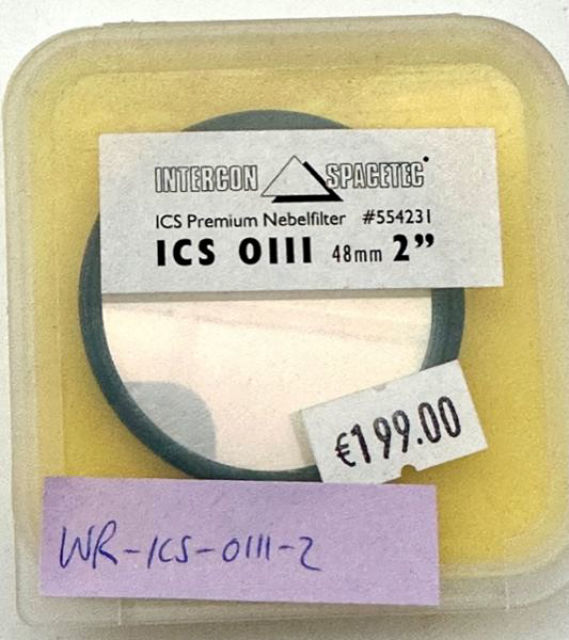 INTERCON SPACETEC
ICS Premium Nebelfilter #554231
ICS OIII 48mm 2”
€199.00
WR-ICS-OIII-2